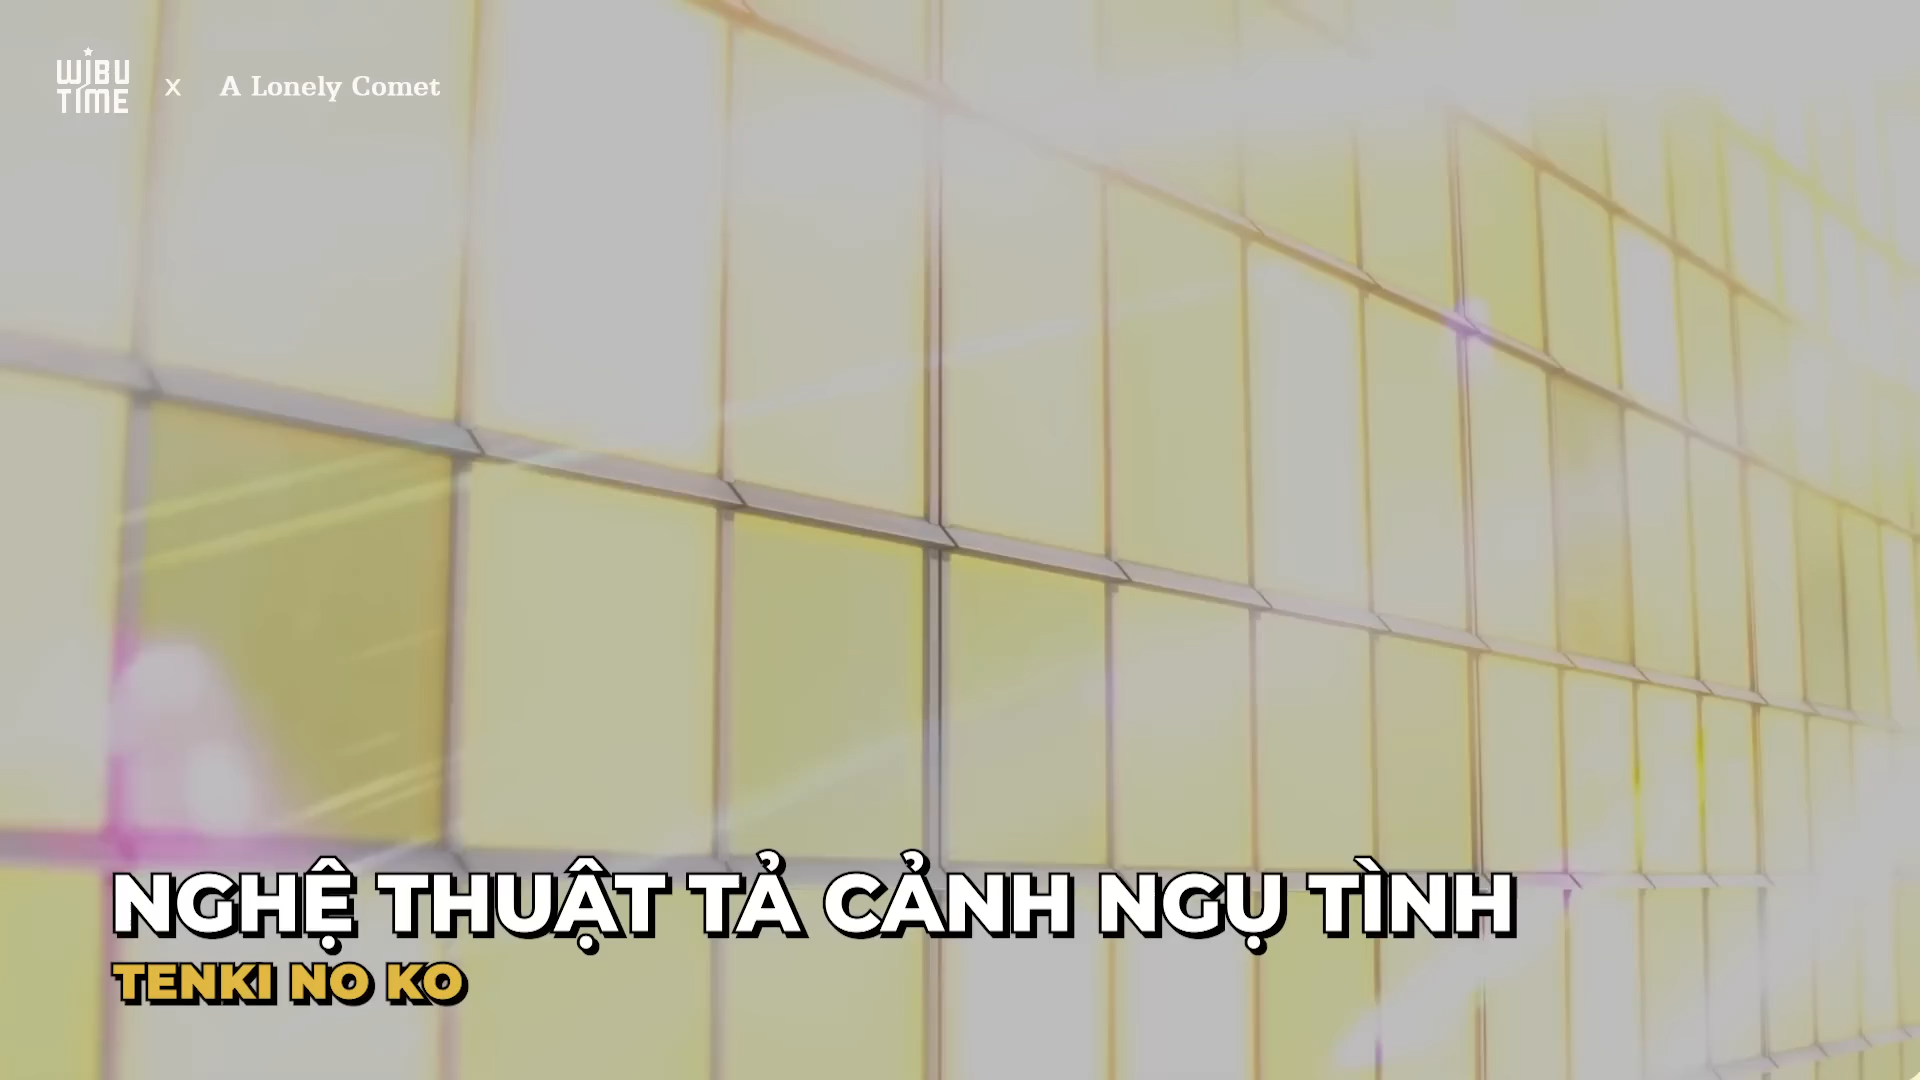 WIBU
TIME
x
A Lonely Comet
NGHỆ THUẬT TẢ CẢNH NGỤ TÌNH
TENKI NO KO